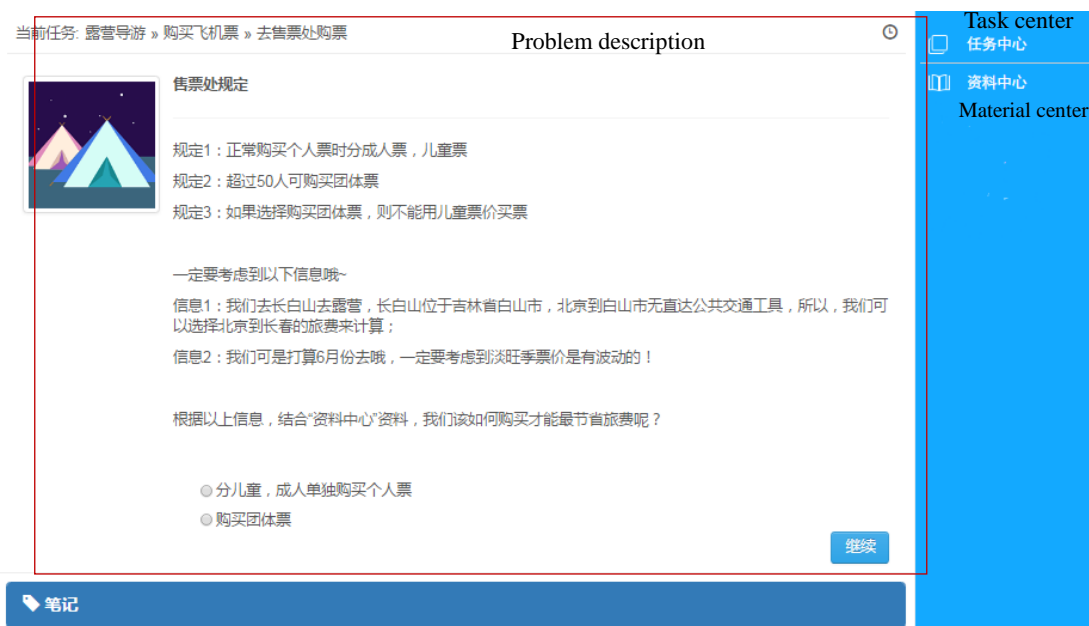 当前任务: 露营导游 » 购买飞机票 » 去售票处购票
Problem description
Task center
任务中心
资料中心
Material center
售票处规定
规定1：正常购买个人票时分成人票，儿童票
规定2：超过50人可购买团体票
规定3：如果选择购买团体票，则不能用儿童票价买票
一定要考虑到以下信息哦~
信息1：我们去长白山去露营，长白山位于吉林省白山市，北京到白山市无直达公共交通工具，所以，我们可
以选择北京到长春的旅费来计算；
信息2：我们可是打算6月份去哦，一定要考虑到淡旺季票价是有波动的！
根据以上信息，结合“资料中心”资料，我们该如何购买才能最节省旅费呢？
分儿童，成人单独购买个人票
购买团体票
继续
笔记